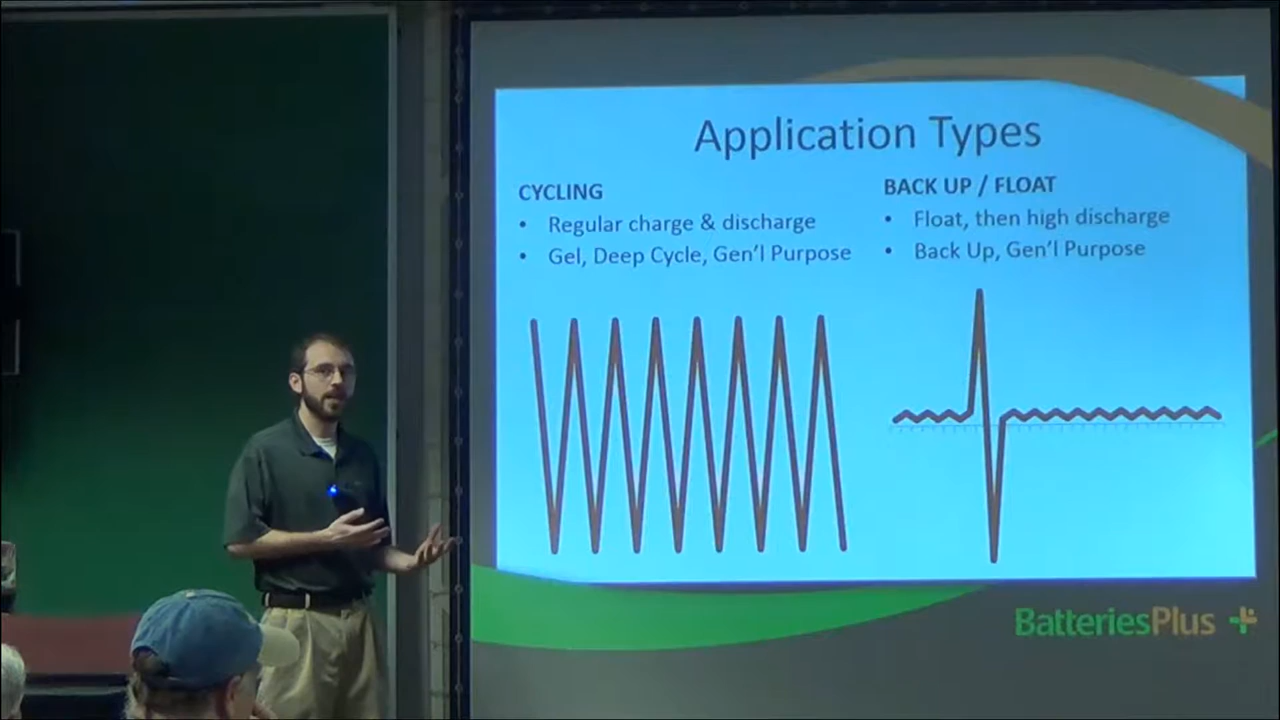 Application Types
CYCLING
• Regular charge & discharge
• Gel, Deep Cycle, Gen'l Purpose
BACK UP / FLOAT
• Float, then high discharge
• Back Up, Gen'l Purpose
BatteriesPlus